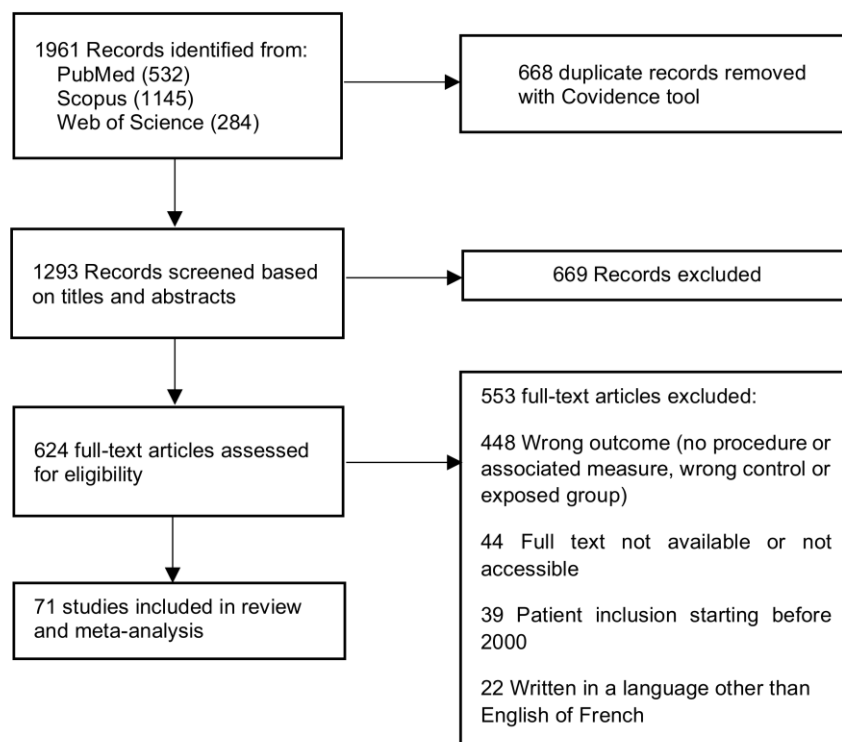 1961 Records identified from:
PubMed (532)
Scopus (1145)
Web of Science (284)
668 duplicate records removed
with Covidence tool
1293 Records screened based
on titles and abstracts
669 Records excluded
624 full-text articles assessed
for eligibility
553 full-text articles excluded:
448 Wrong outcome (no procedure or
associated measure, wrong control or
exposed group)
44 Full text not available or not
accessible
39 Patient inclusion starting before
2000
22 Written in a language other than
English of French
71 studies included in review
and meta-analysis